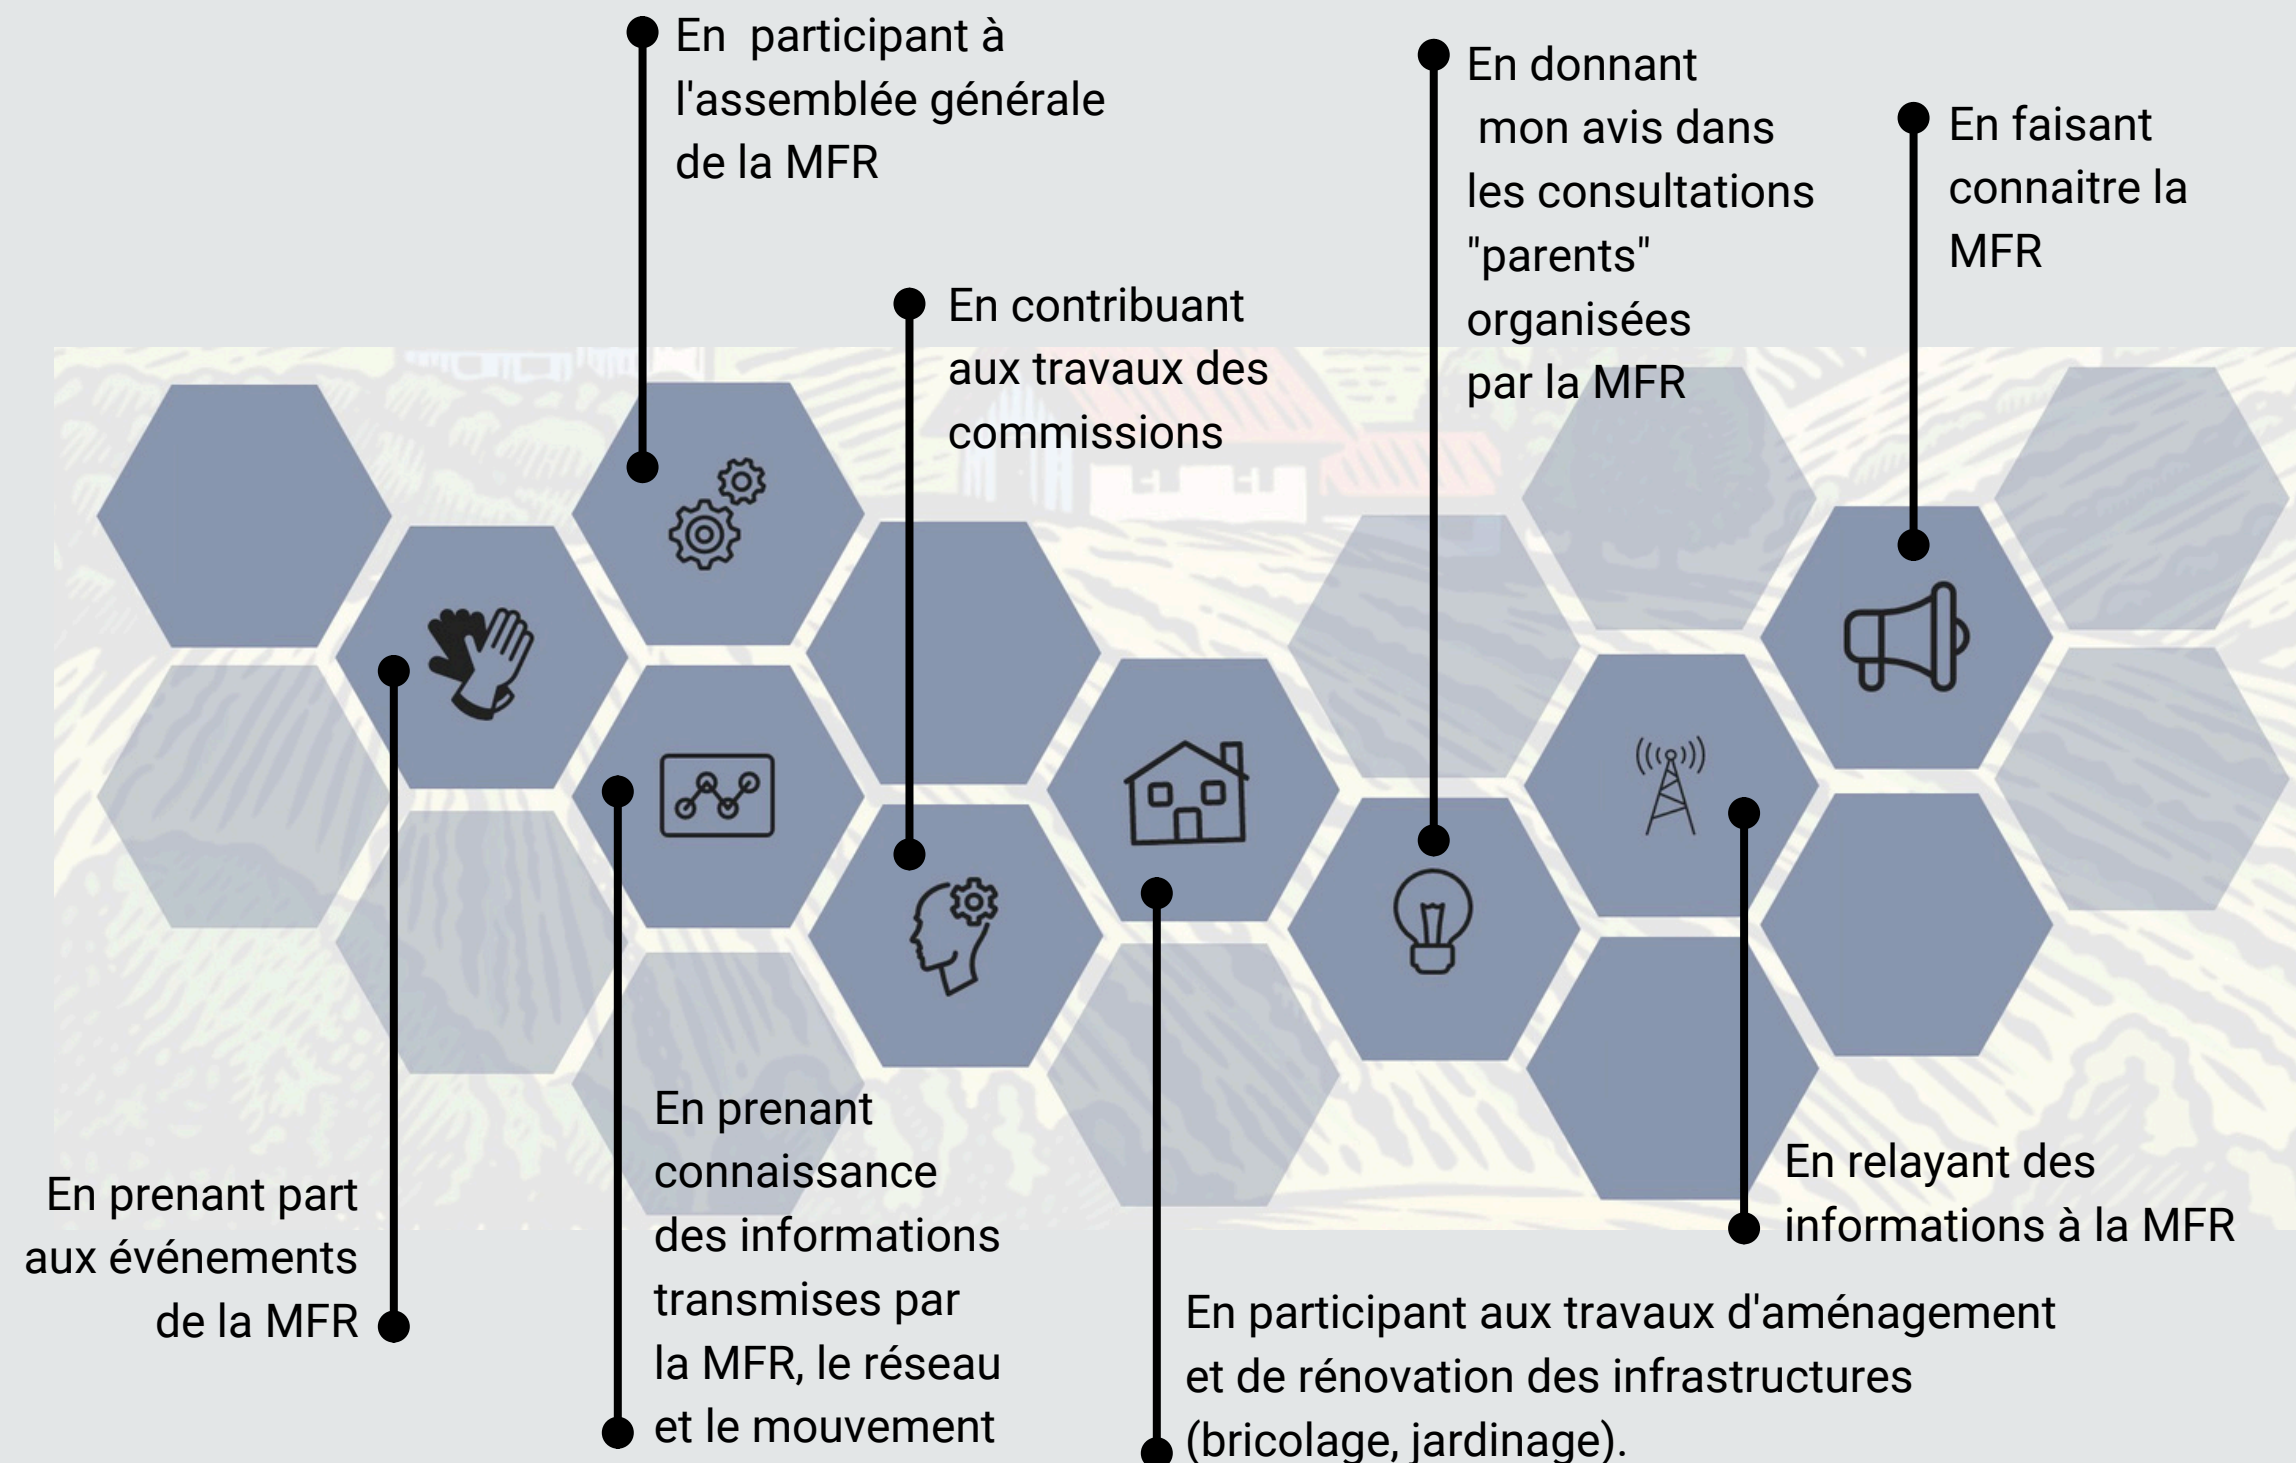 En  participant à
l'assemblée générale
de la MFR
En donnant
mon avis dans
les consultations
"parents"
organisées
par la MFR
En faisant
connaitre la
MFR
En contribuant
aux travaux des
commissions
En prenant part
aux événements
de la MFR
En prenant
connaissance
des informations
transmises par
la MFR, le réseau
et le mouvement
En participant aux travaux d'aménagement
et de rénovation des infrastructures
(bricolage, jardinage).
En relayant des
informations à la MFR